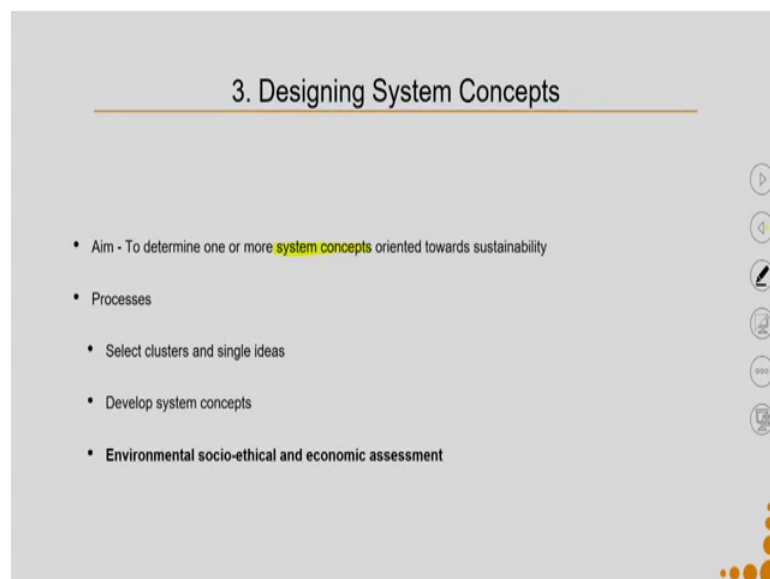 3. Designing System Concepts
Aim - To determine one or more system concepts oriented towards sustainability
Processes
Select clusters and single ideas
Develop system concepts
Environmental socio-ethical and economic assessment